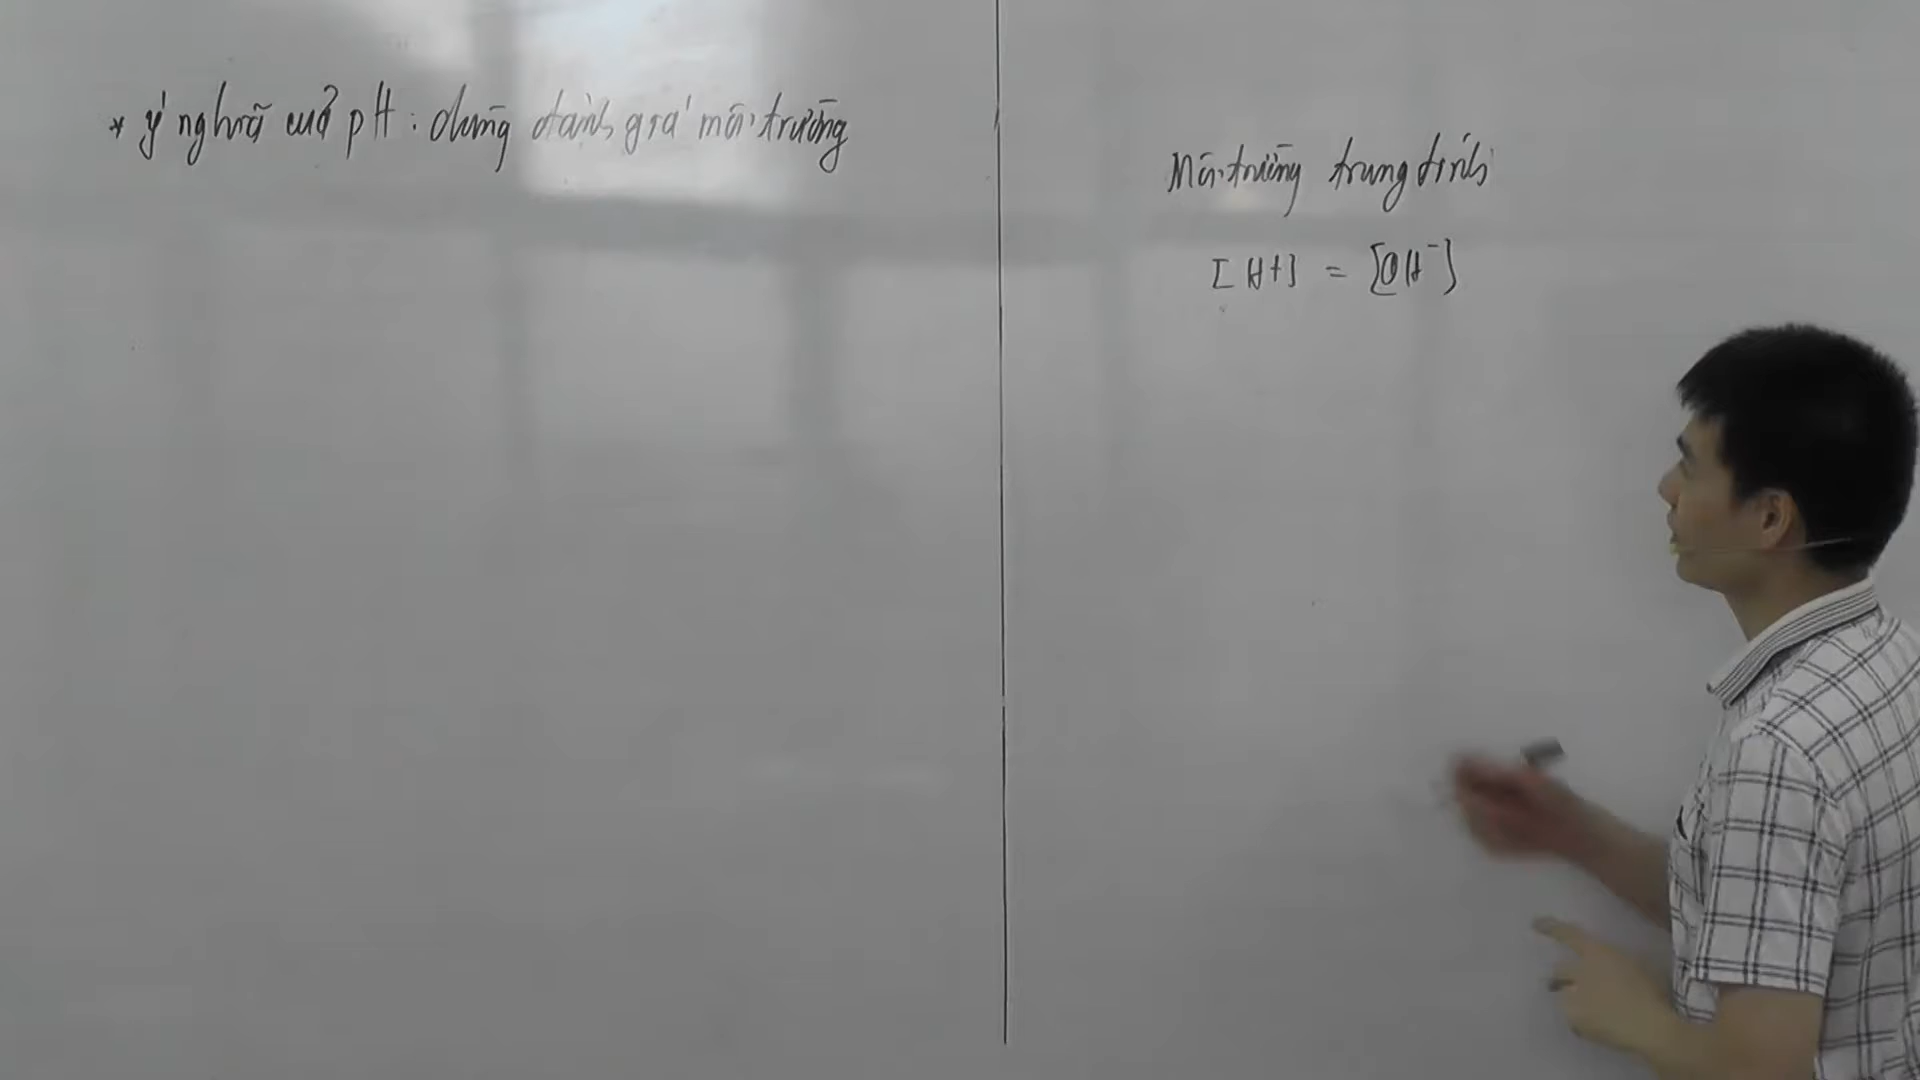 * ý nghĩa của pH : dùng đánh giá môi trường
Môi trường trung tính
[H+] = [OH⁻]